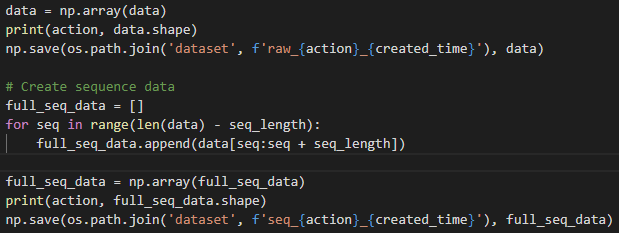 data = np.array(data)
print(action, data.shape)
np.save(os.path.join('dataset', f'raw_{action}_{created_time}'), data)

# Create sequence data
full_seq_data = []
for seq in range(len(data) - seq_length):
    full_seq_data.append(data[seq:seq + seq_length])

full_seq_data = np.array(full_seq_data)
print(action, full_seq_data.shape)
np.save(os.path.join('dataset', f'seq_{action}_{created_time}'), full_seq_data)